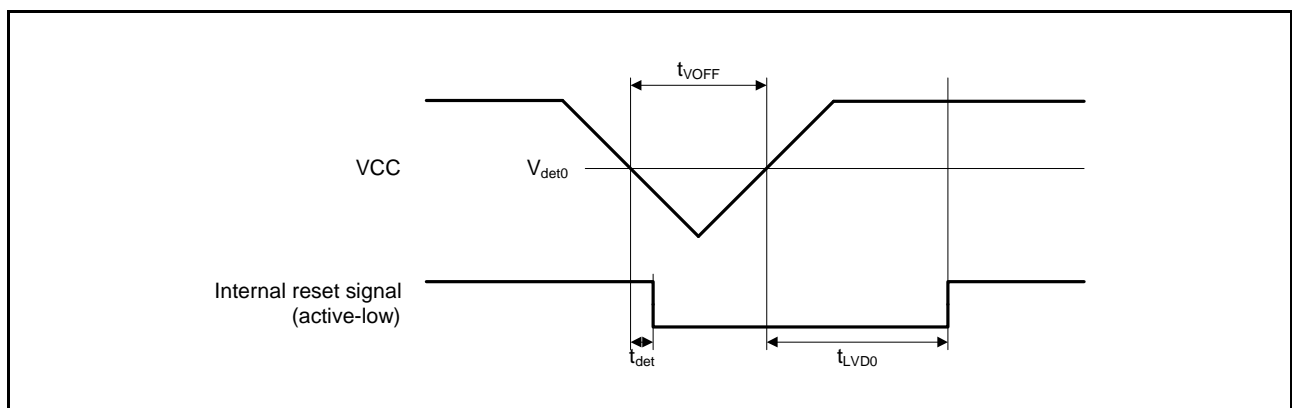 tVOFF
VCC
Vdet0
Internal reset signal
(active-low)
tdet
tLVD0